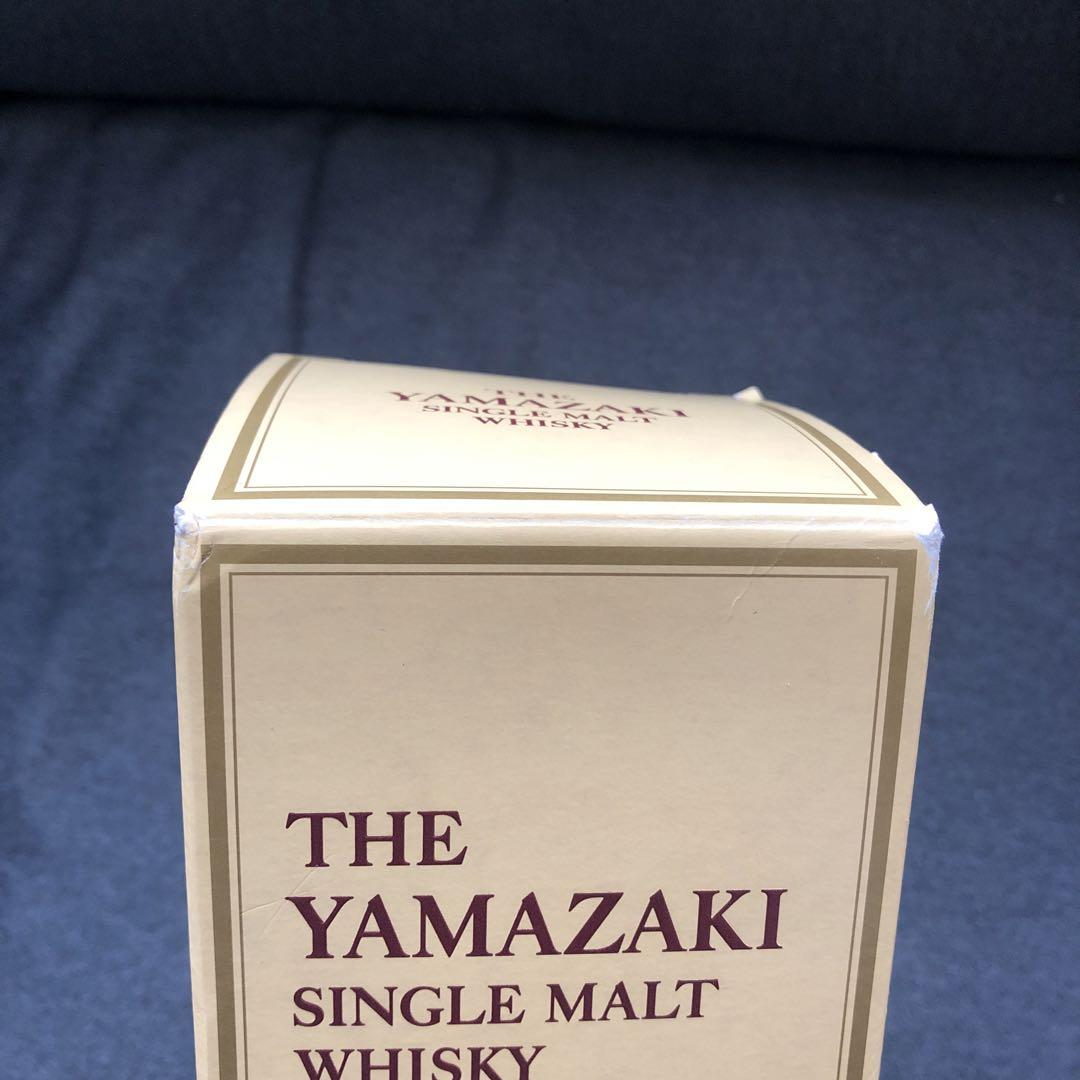 THE
YAMAZAKI
SINGLE MALT
WHISKY
THE
YAMAZAKI
SINGLE MALT
WHISKY